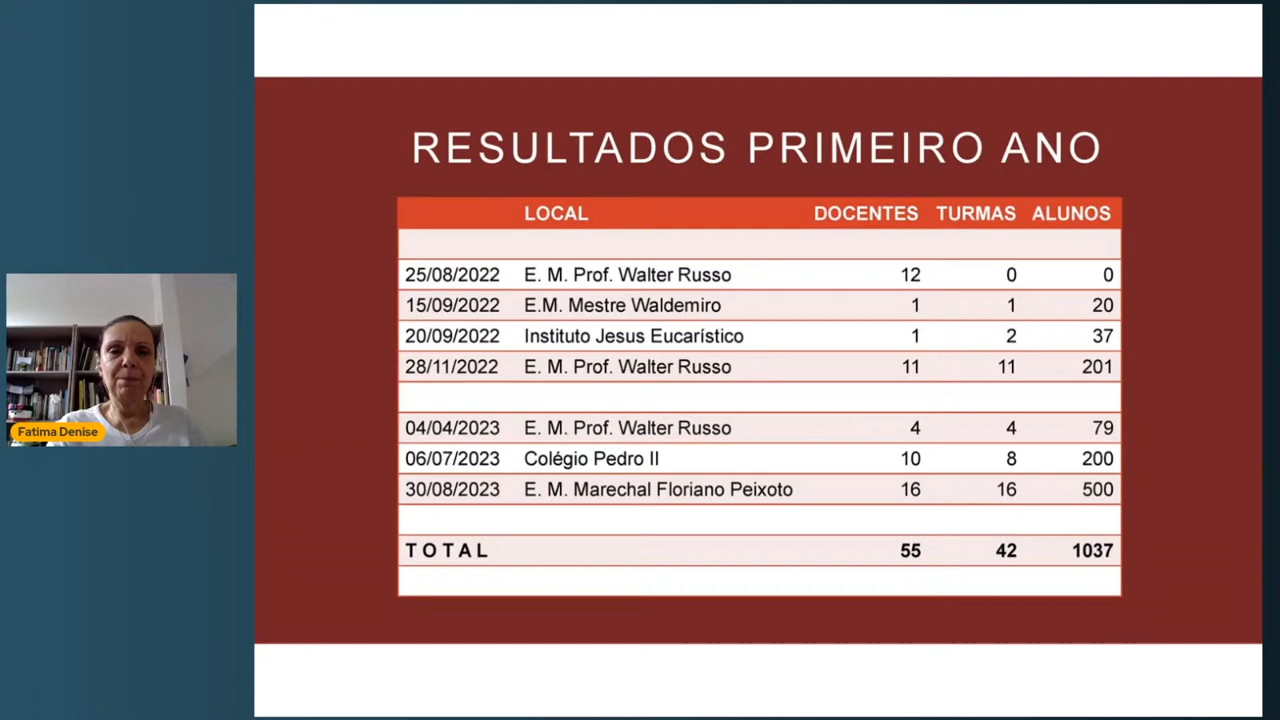 RESULTADOS PRIMEIRO ANO
LOCAL DOCENTES TURMAS ALUNOS
25/08/2022 E. M. Prof. Walter Russo 12 0 0
15/09/2022 E.M. Mestre Waldemiro 1 1 20
20/09/2022 Instituto Jesus Eucarístico 1 2 37
28/11/2022 E. M. Prof. Walter Russo 11 11 201
04/04/2023 E. M. Prof. Walter Russo 4 4 79
06/07/2023 Colégio Pedro II 10 8 200
30/08/2023 E. M. Marechal Floriano Peixoto 16 16 500
T O T A L 55 42 1037
Fatima Denise